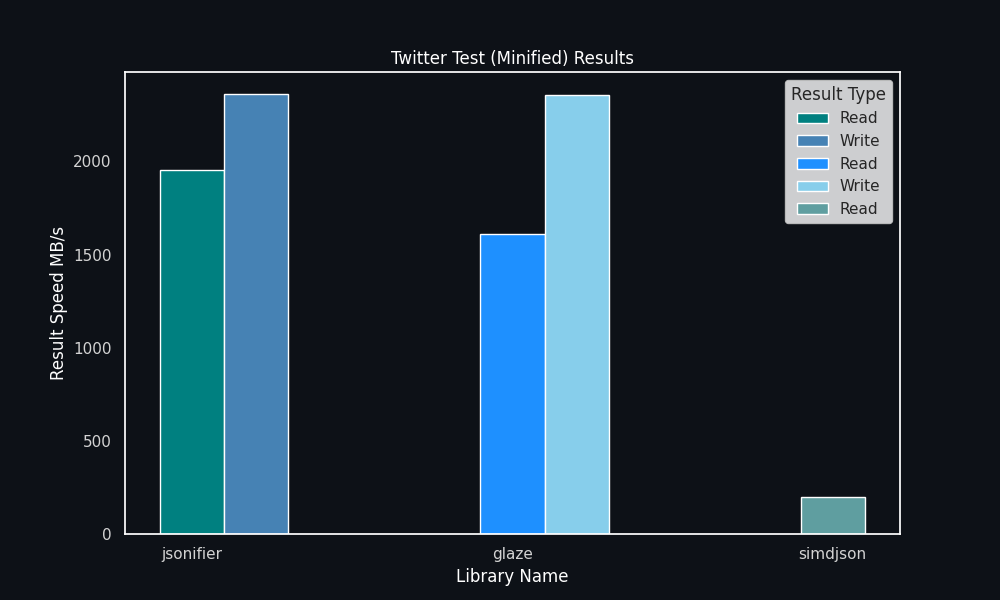 Twitter Test (Minified) Results
Result Type
Read
Write
Read
Write
Read
Result Speed MB/s
2000
1500
1000
500
0
jsonifier
glaze
simdjson
Library Name